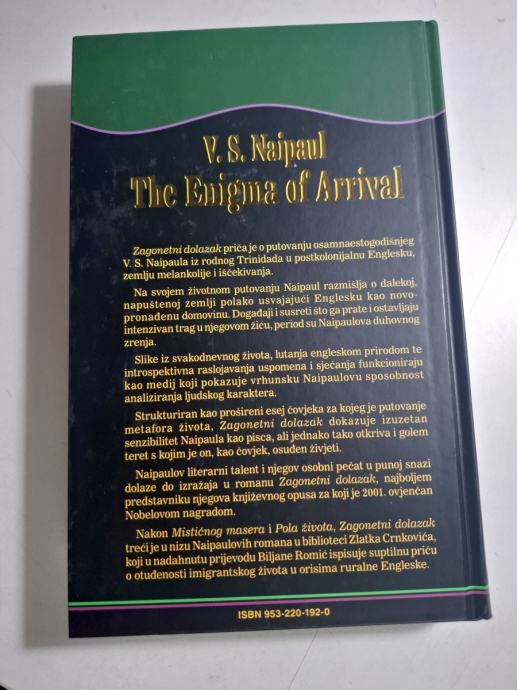 V. S. Naipaul
The Enigma of Arrival
Zagonetni dolazak priča je o putovanju osamnaestogodišnjeg
V. S. Naipaula iz rodnog Trinidada u postkolonijalnu Englesku,
zemlju melankolije i iščekivanja.
Na svojem životnom putovanju Naipaul razmišlja o dalekoj,
napuštenoj zemlji polako usvajajući Englesku kao novo-
pronađenu domovinu. Događaji i susreti što ga prate i ostavljaju
intenzivan trag u njegovom žiću, period su Naipaulova duhovnog
zrenja.
Slike iz svakodnevnog života, lutanja engleskom prirodom te
introspektivna raslojavanja uspomena i sjećanja funkcioniraju
kao medij koji pokazuje vrhunsku Naipaulovu sposobnost
analiziranja ljudskog karaktera.
Strukturiran kao prošireni esej čovjeka za kojeg je putovanje
metafora života, Zagonetni dolazak dokazuje izuzetan
senzibilitet Naipaula kao pisca, ali jednako tako otkriva i golem
teret s kojim je on, kao čovjek, osuđen živjeti.
Naipaulov literarni talent i njegov osobni pečat u punoj snazi
dolaze do izražaja u romanu Zagonetni dolazak, najboljem
predstavniku njegova književnog opusa za koji je 2001. ovjenčan
Nobelovom nagradom.
Nakon Mističnog masera i Pola života, Zagonetni dolazak
treći je u nizu Naipaulovih romana u biblioteci Zlatka Crnkovića,
koji u nadahnutu prijevodu Biljane Romić ispisuje suptilnu priču
o otuđenosti imigrantskog života u orisima ruralne Engleske.
ISBN 953-220-192-0